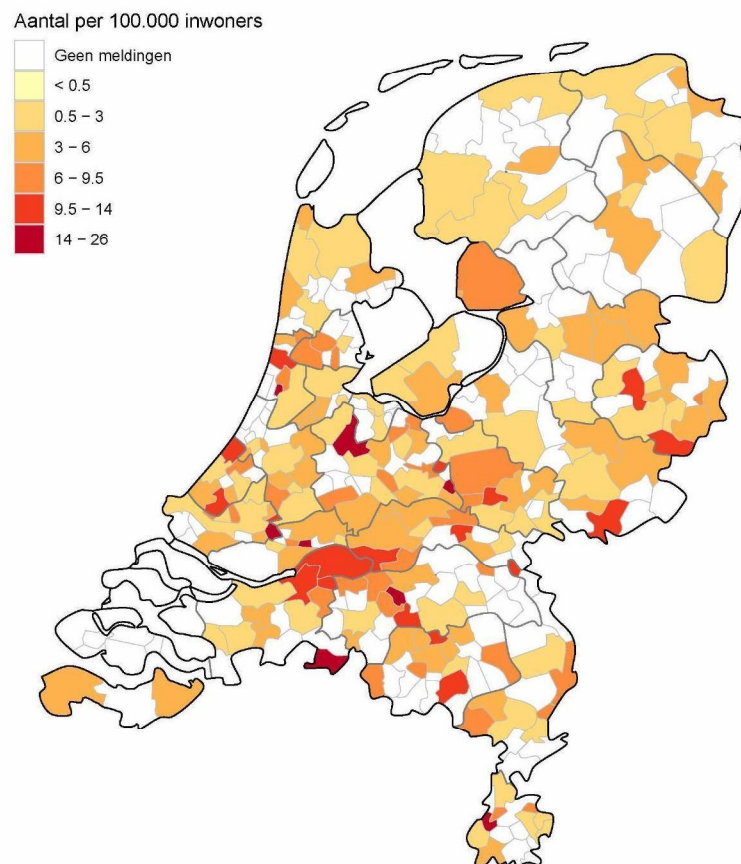 Aantal per 100.000 inwoners
Geen meldingen
< 0.5
0.5 – 3
3 – 6
6 – 9.5
9.5 – 14
14 – 26